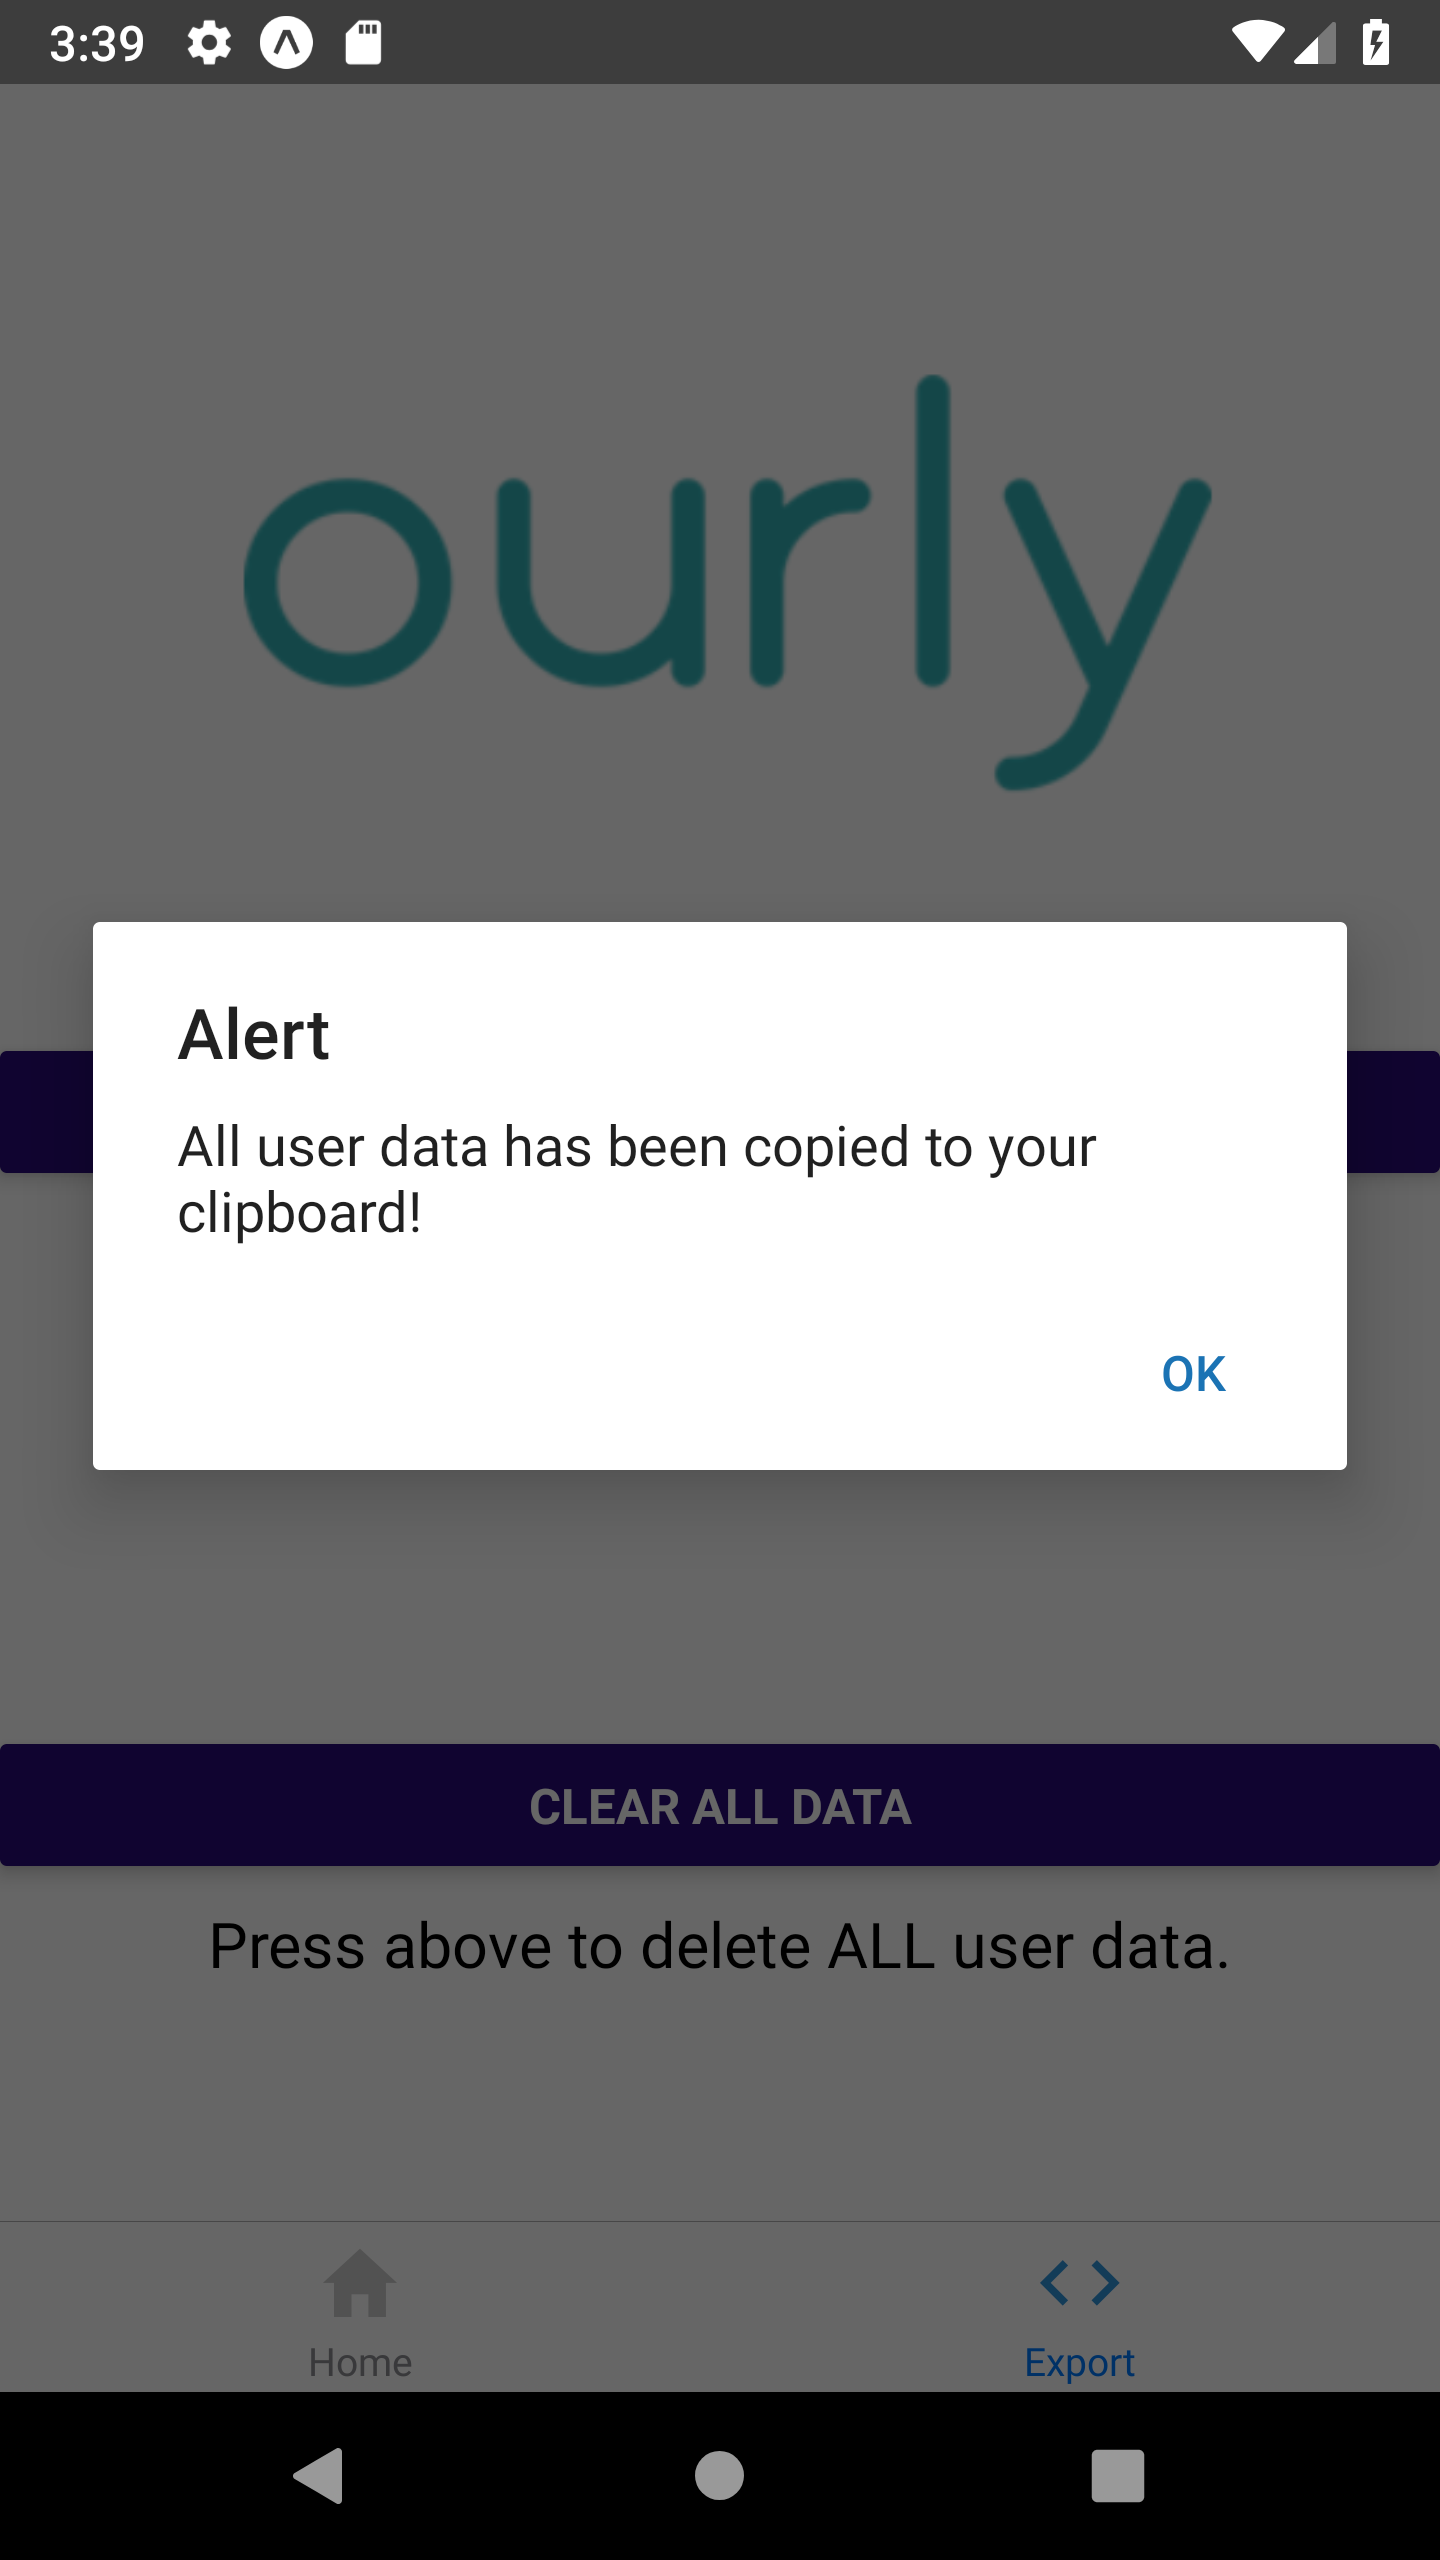 3:39
ourly
Alert
All user data has been copied to your
clipboard!
OK
CLEAR ALL DATA
Press above to delete ALL user data.
Home
Export